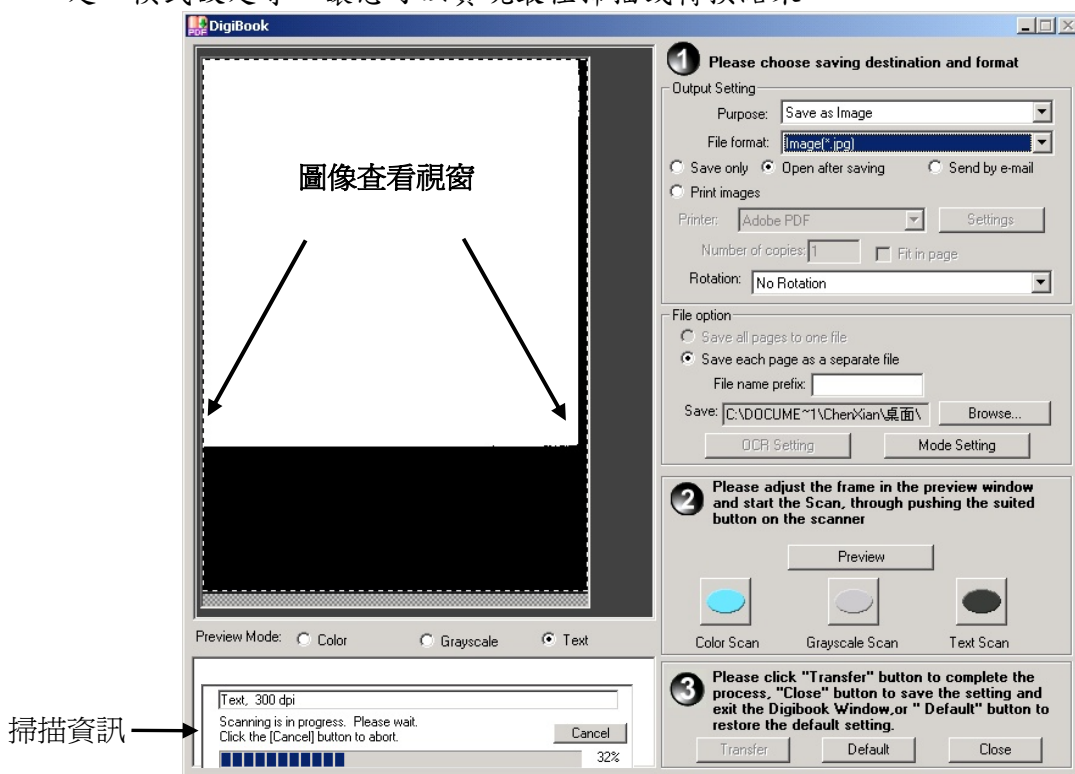 DigiBook
圖像查看視窗
Preview Mode: Color Grayscale Text
掃描資訊
Text, 300 dpi
Scanning is in progress. Please wait.
Click the [Cancel] button to abort.
Cancel
32%
1 Please choose saving destination and format
Output Setting
Purpose: Save as Image
File format: Image(*.jpg)
Save only Open after saving Send by e-mail
Print images
Printer: Adobe PDF Settings
Number of copies: 1 Fit in page
Rotation: No Rotation
File option
Save all pages to one file
Save each page as a separate file
File name prefix:
Save: C:\DOCUME~1\ChenXian\桌面\ Browse...
OCR Setting Mode Setting
2 Please adjust the frame in the preview window
and start the Scan, through pushing the suited
button on the scanner
Preview
Color Scan Grayscale Scan Text Scan
3 Please click "Transfer" button to complete the
process, "Close" button to save the setting and
exit the Digibook Window,or " Default" button to
restore the default setting.
Transfer Default Close